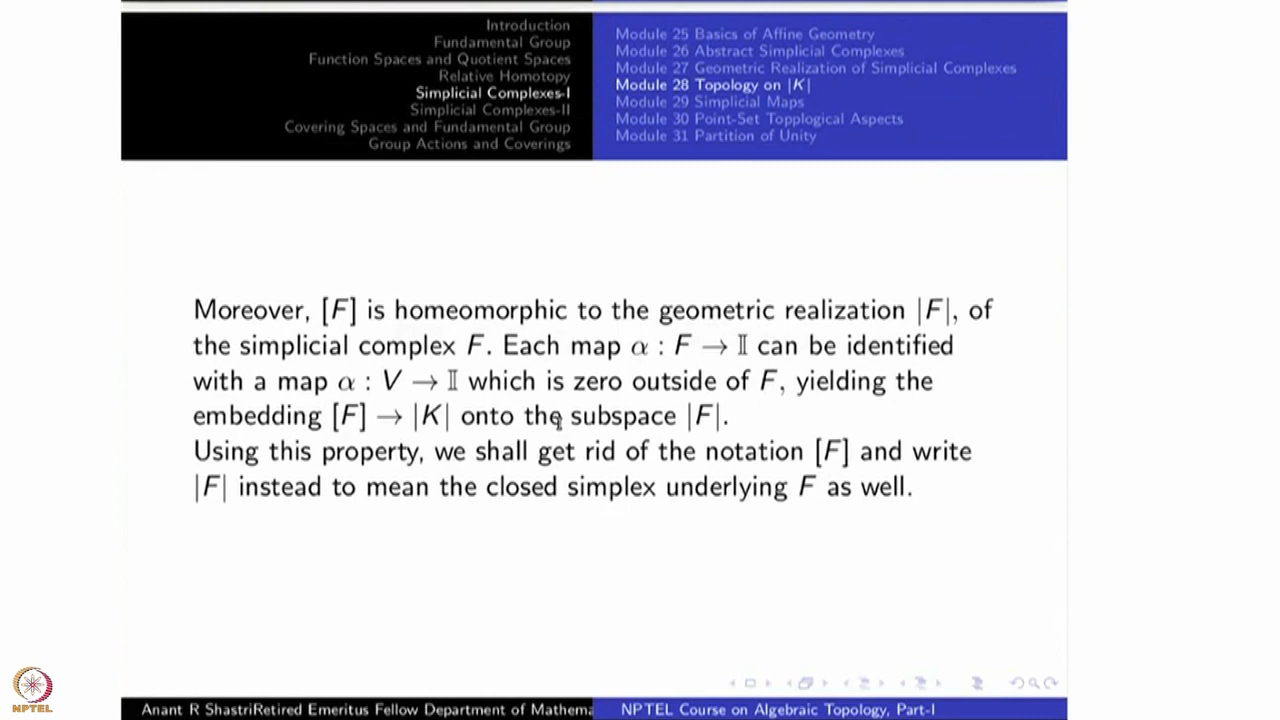 Introduction
Fundamental Group
Function Spaces and Quotient Spaces
Relative Homotopy
Simplicial Complexes-I
Simplicial Complexes-II
Covering Spaces and Fundamental Group
Group Actions and Coverings
Module 25 Basics of Affine Geometry
Module 26 Abstract Simplicial Complexes
Module 27 Geometric Realization of Simplicial Complexes
Module 28 Topology on |K|
Module 29 Simplicial Maps
Module 30 Point-Set Topplogical Aspects
Module 31 Partition of Unity
Moreover, [F] is homeomorphic to the geometric realization |F|, of
the simplicial complex F. Each map α : F → 𝕀 can be identified
with a map α : V → 𝕀 which is zero outside of F, yielding the
embedding [F] → |K| onto the subspace |F|.
Using this property, we shall get rid of the notation [F] and write
|F| instead to mean the closed simplex underlying F as well.
NPTEL
Anant R ShastriRetired Emeritus Fellow Department of Mathema
NPTEL Course on Algebraic Topology, Part-I